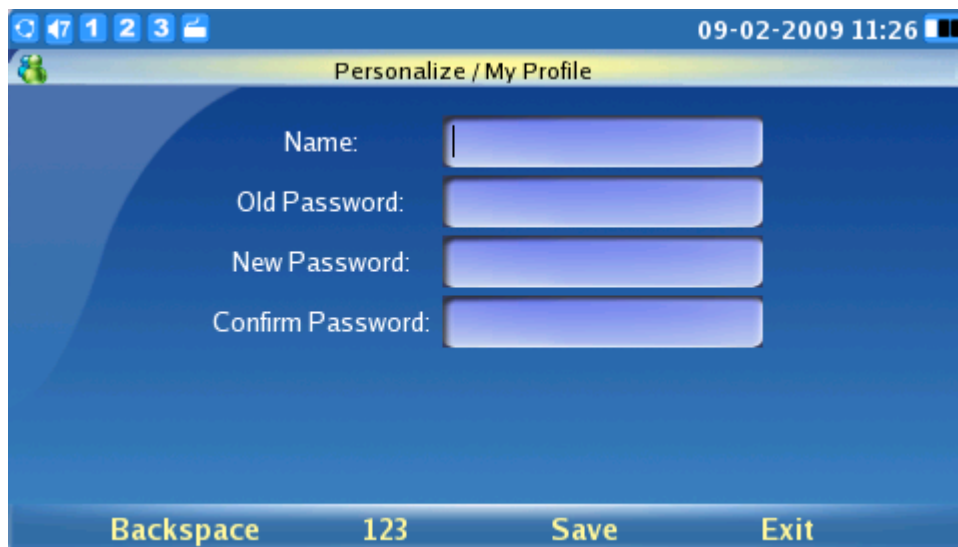 7 1 2 3 09-02-2009 11:26
Personalize / My Profile
Name:
Old Password:
New Password:
Confirm Password:
Backspace 123 Save Exit